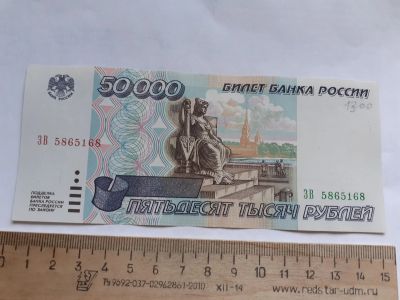 50000
БИЛЕТ БАНКА РОССИИ
1300
ЗВ 5865168
ЗВ 5865168
ПОДДЕЛКА
БИЛЕТОВ
БАНКА РОССИИ
ПРЕСЛЕДУЕТСЯ
ПО ЗАКОНУ
ПЯТЬДЕСЯТ ТЫСЯЧ РУБЛЕЙ
0 1 2 3 4 5 6 7 8 9 10 11 12 13 14 15
ТУ 9692-037-02962861-2010 XII-14 www.redstar-udm.ru